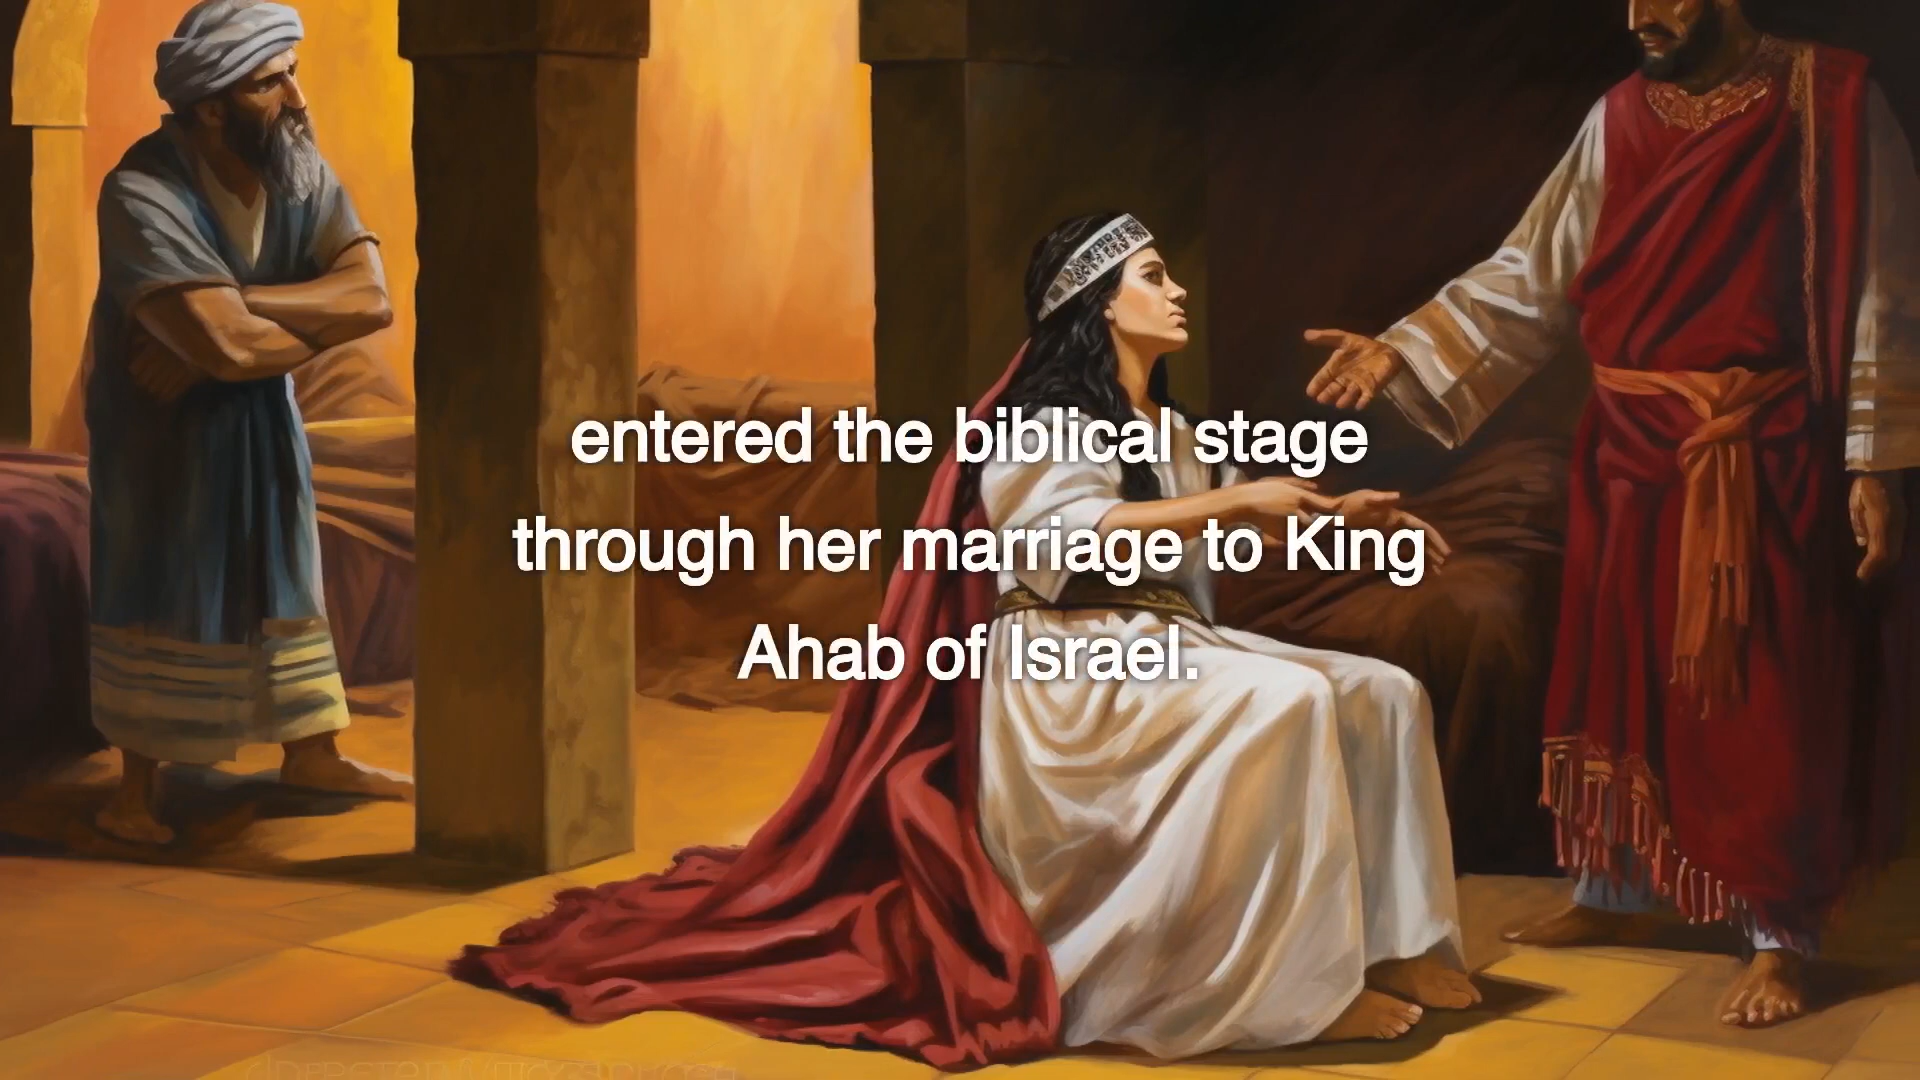 entered the biblical stage
through her marriage to King
Ahab of Israel.